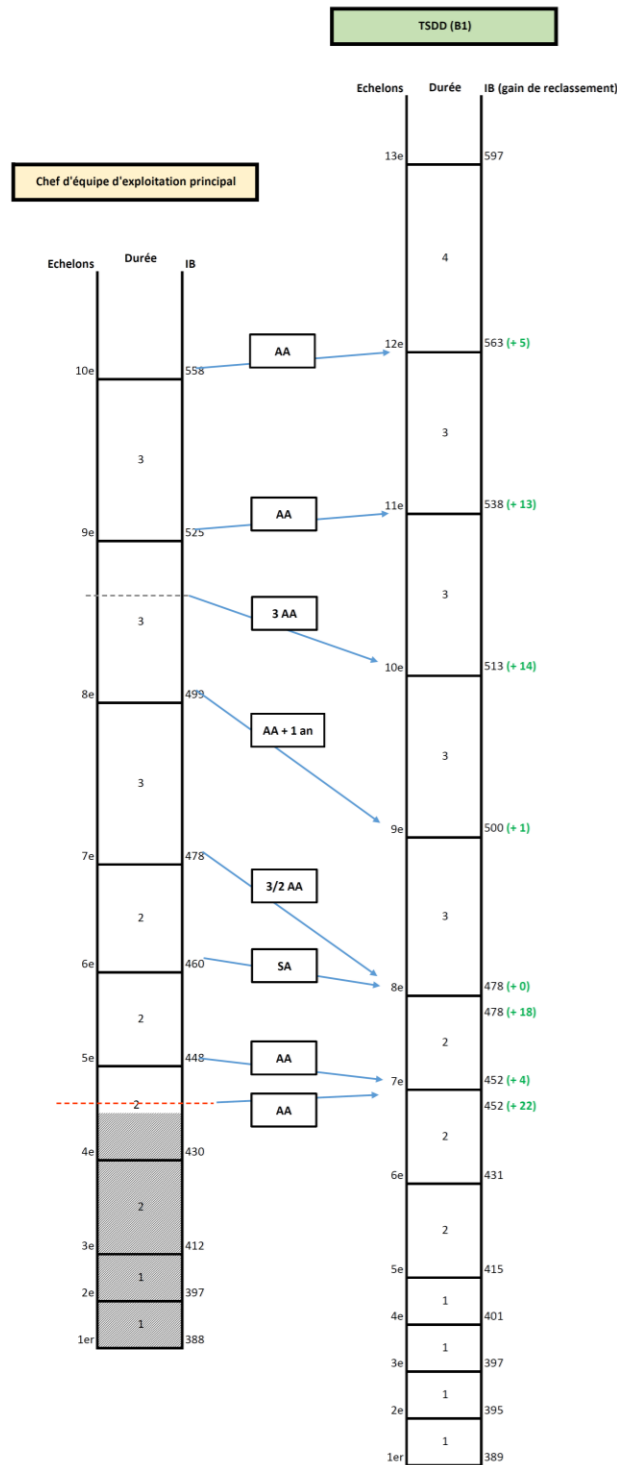 TSDD (B1)
Echelons Durée IB (gain de reclassement)
13e 597
Chef d'équipe d'exploitation principal
4
Echelons Durée IB
12e 563 (+ 5)
AA
10e 558
3
3
11e 538 (+ 13)
AA
9e 525
3
3
3 AA
10e 513 (+ 14)
8e 499
AA + 1 an
3
3
9e 500 (+ 1)
7e 478
3/2 AA
2
3
6e 460
SA
8e 478 (+ 0)
478 (+ 18)
2
2
5e 448
AA
7e 452 (+ 4)
2
AA
452 (+ 22)
2
4e 430
6e 431
2
2
3e 412
5e 415
1
2e 397
1
4e 401
1
1er 388
1
3e 397
1
2e 395
1
1er 389